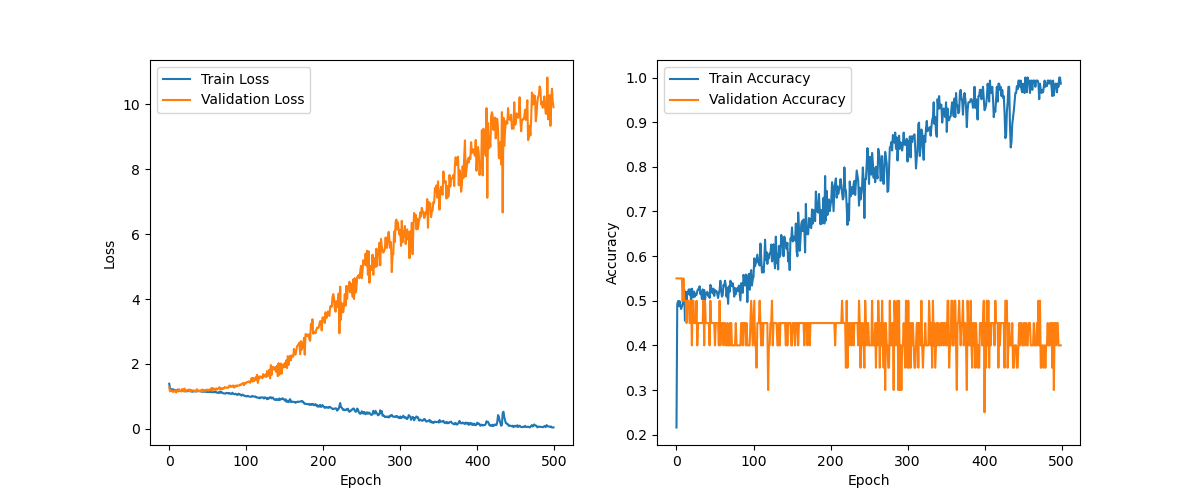 Train Loss
Validation Loss
10
8
6
4
2
0
0 100 200 300 400 500
Epoch
Loss
Train Accuracy
Validation Accuracy
1.0
0.9
0.8
0.7
0.6
0.5
0.4
0.3
0.2
0 100 200 300 400 500
Epoch
Accuracy